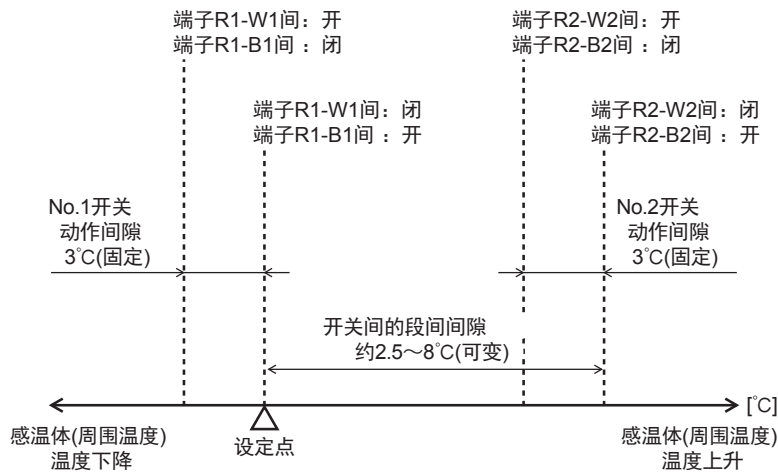 端子R1-W1间：开
端子R1-B1间 ：闭
端子R2-W2间：开
端子R2-B2间 ：闭
端子R1-W1间：闭
端子R1-B1间 ：开
端子R2-W2间：闭
端子R2-B2间 ：开
No.1开关
动作间隙
3℃(固定)
No.2开关
动作间隙
3℃(固定)
开关间的段间间隙
约2.5～8℃(可变)
[℃]
感温体(周围温度)
温度下降
设定点
感温体(周围温度)
温度上升